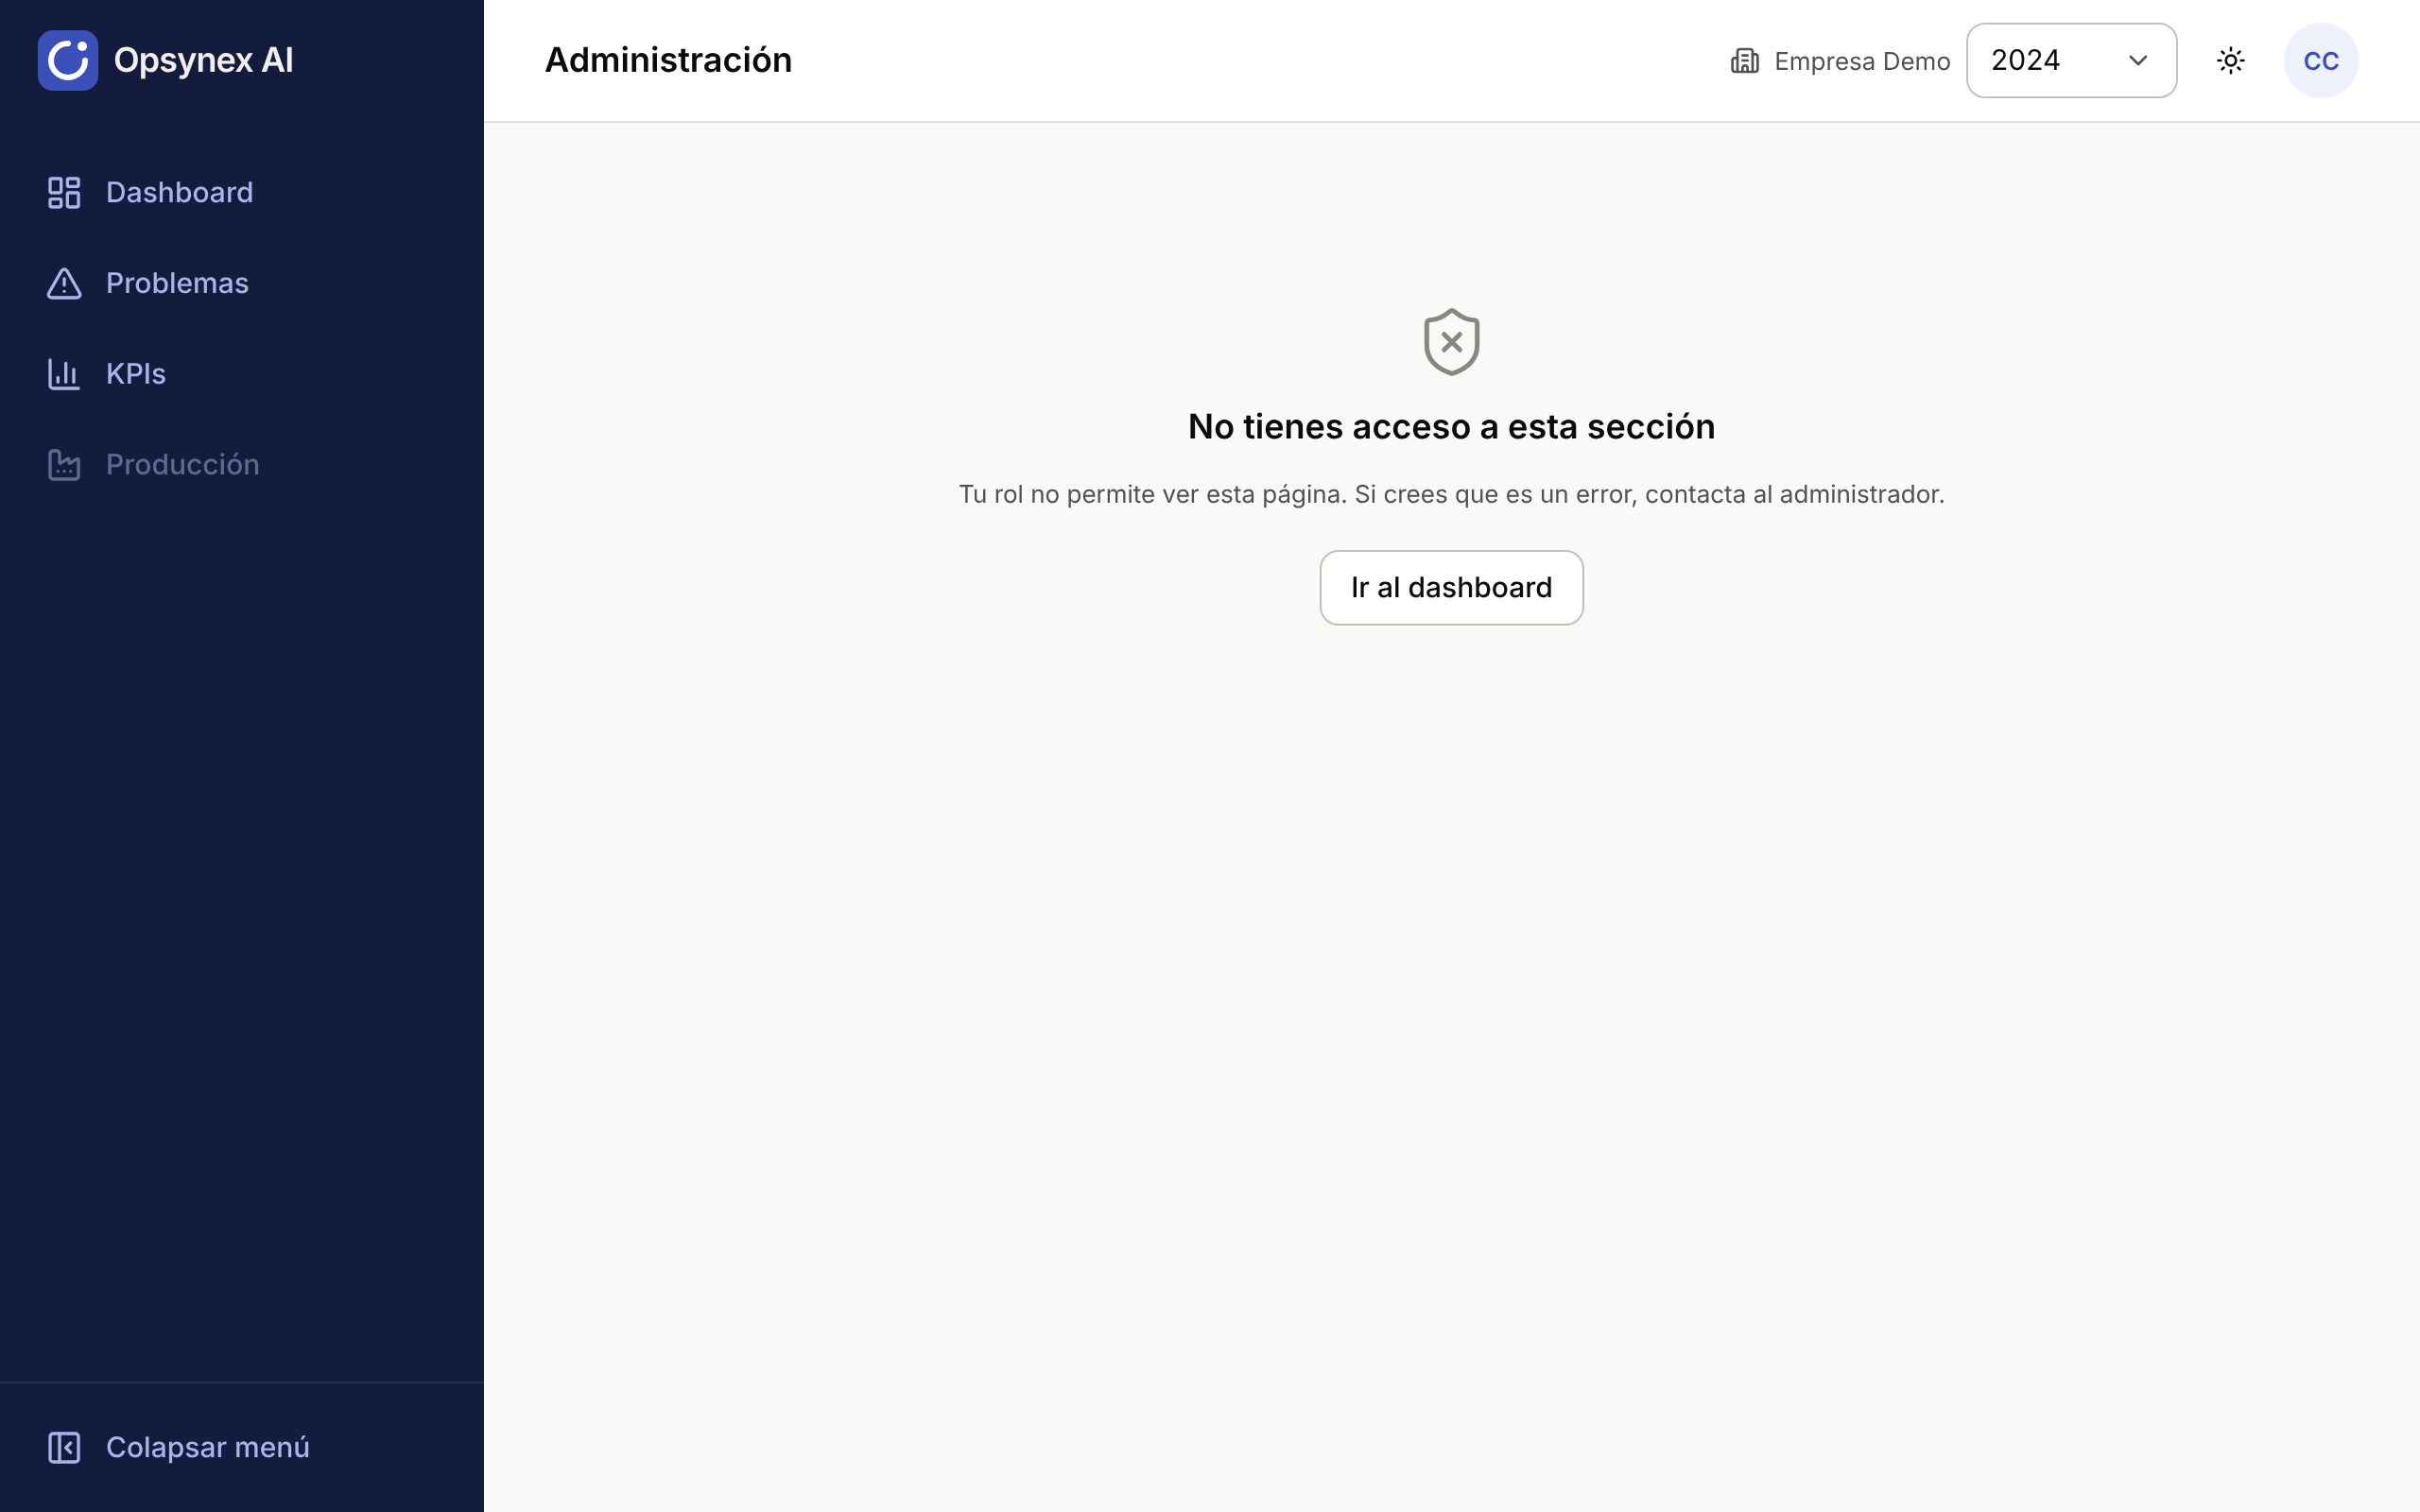 Opsynex AI
Dashboard
Problemas
KPIs
Producción
Colapsar menú
Administración
Empresa Demo
2024
CC
No tienes acceso a esta sección
Tu rol no permite ver esta página. Si crees que es un error, contacta al administrador.
Ir al dashboard